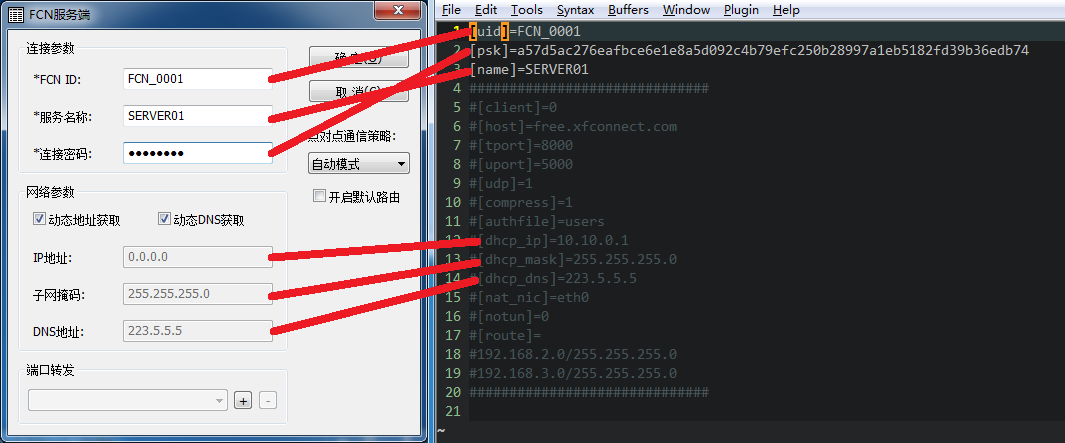 FCN服务端
连接参数
*FCN ID: FCN_0001
*服务名称: SERVER01
*连接密码: ●●●●●●●●
确 定(O)
取 消(C)
点对点通信策略:
自动模式
开启默认路由
网络参数
动态地址获取 动态DNS获取
IP地址: 0.0.0.0
子网掩码: 255.255.255.0
DNS地址: 223.5.5.5
端口转发
+ -
File Edit Tools Syntax Buffers Window Plugin Help
1 [uid]=FCN_0001
2 [psk]=a57d5ac276eafbce6e1e8a5d092c4b79efc250b28997a1eb5182fd39b36edb74
3 [name]=SERVER01
4 ##############################
5 #[client]=0
6 #[host]=free.xfconnect.com
7 #[tport]=8000
8 #[uport]=5000
9 #[udp]=1
10 #[compress]=1
11 #[authfile]=users
12 #[dhcp_ip]=10.10.0.1
13 #[dhcp_mask]=255.255.255.0
14 #[dhcp_dns]=223.5.5.5
15 #[nat_nic]=eth0
16 #[notun]=0
17 #[route]=
18 #192.168.2.0/255.255.255.0
19 #192.168.3.0/255.255.255.0
20 ##############################
21
~